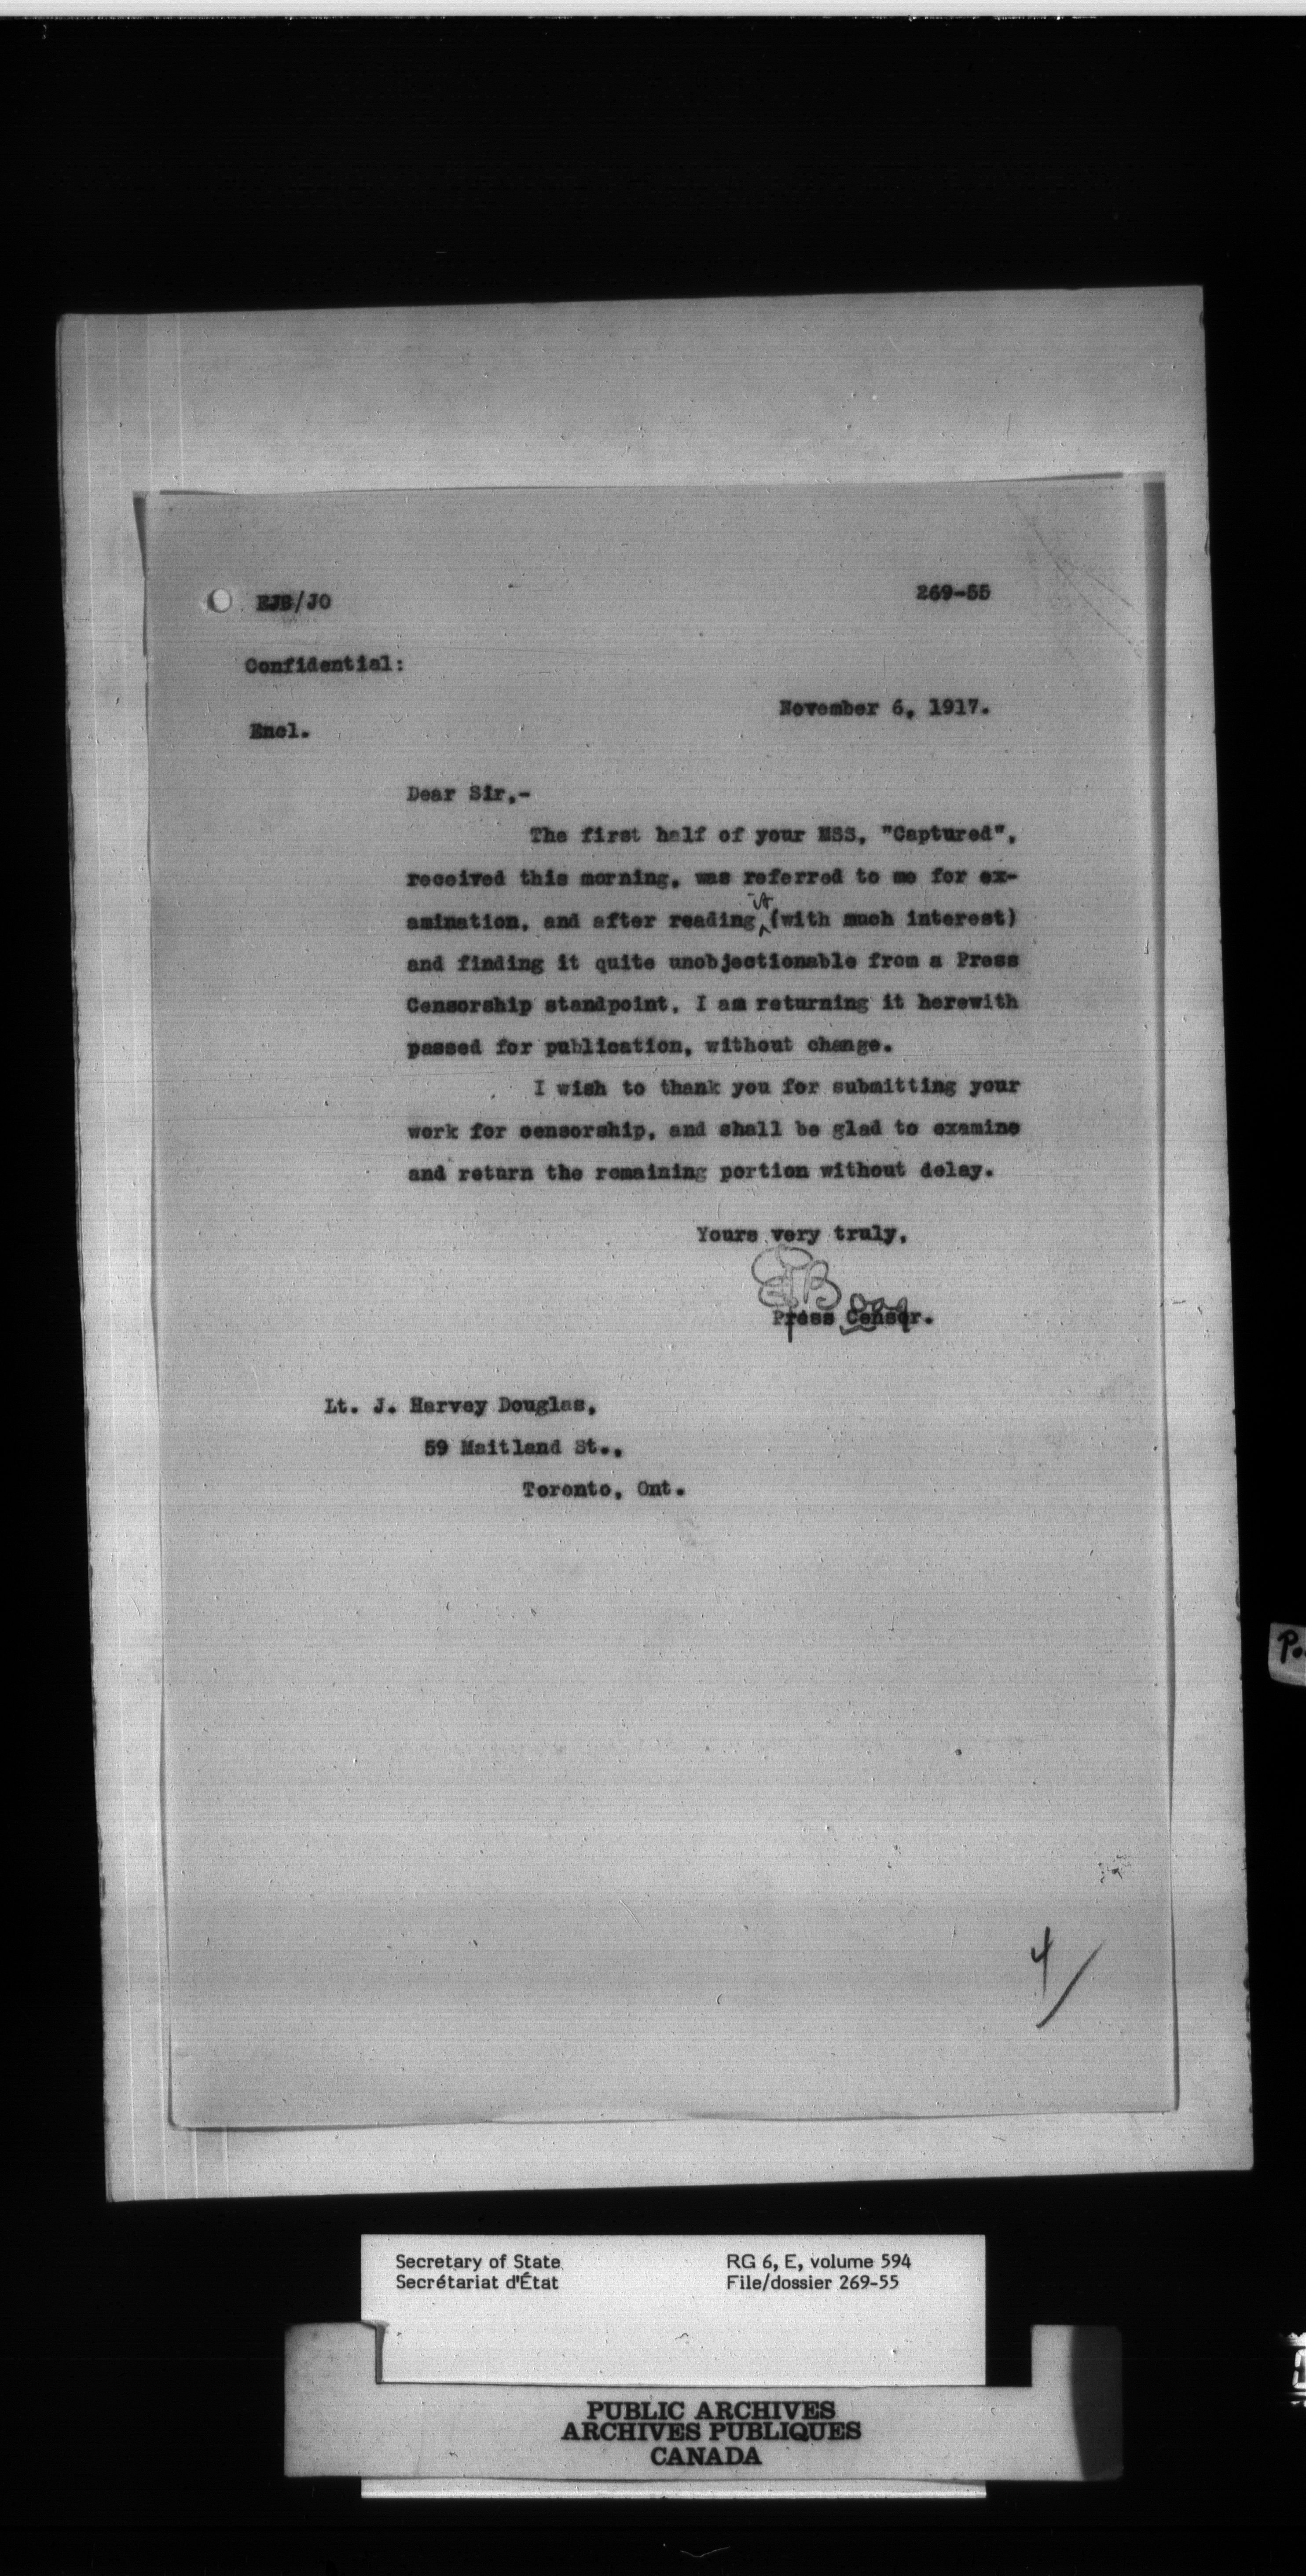 EJB/JO
269-55
Confidential:
November 6, 1917.
Encl.
Dear Sir,-
The first half of your MSS, "Captured",
received this morning, was referred to me for ex-
amination, and after reading it (with much interest)
and finding it quite unobjectionable from a Press
Censorship standpoint, I am returning it herewith
passed for publication, without change.
I wish to thank you for submitting your
work for censorship, and shall be glad to examine
and return the remaining portion without delay.
Yours very truly,
EJB
Press Censor.
Lt. J. Harvey Douglas,
59 Maitland St.,
Toronto, Ont.
4/
Secretary of State
Secrétariat d'État
RG 6, E, volume 594
File/dossier 269-55
PUBLIC ARCHIVES
ARCHIVES PUBLIQUES
CANADA